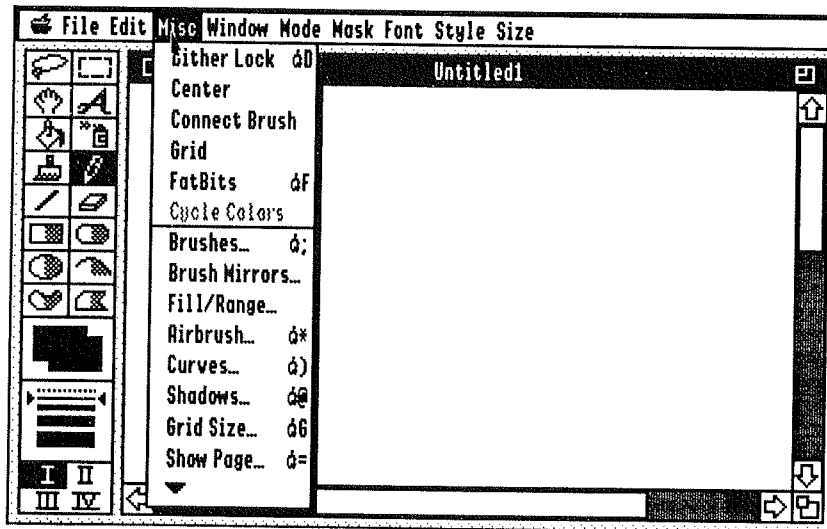 File Edit Misc Window Mode Mask Font Style Size
Untitled1
Dither Lock D
Center
Connect Brush
Grid
FatBits F
Cycle Colors
Brushes… ;
Brush Mirrors…
Fill/Range…
Airbrush… *
Curves… )
Shadows… @
Grid Size… G
Show Page… =
I II
III IV